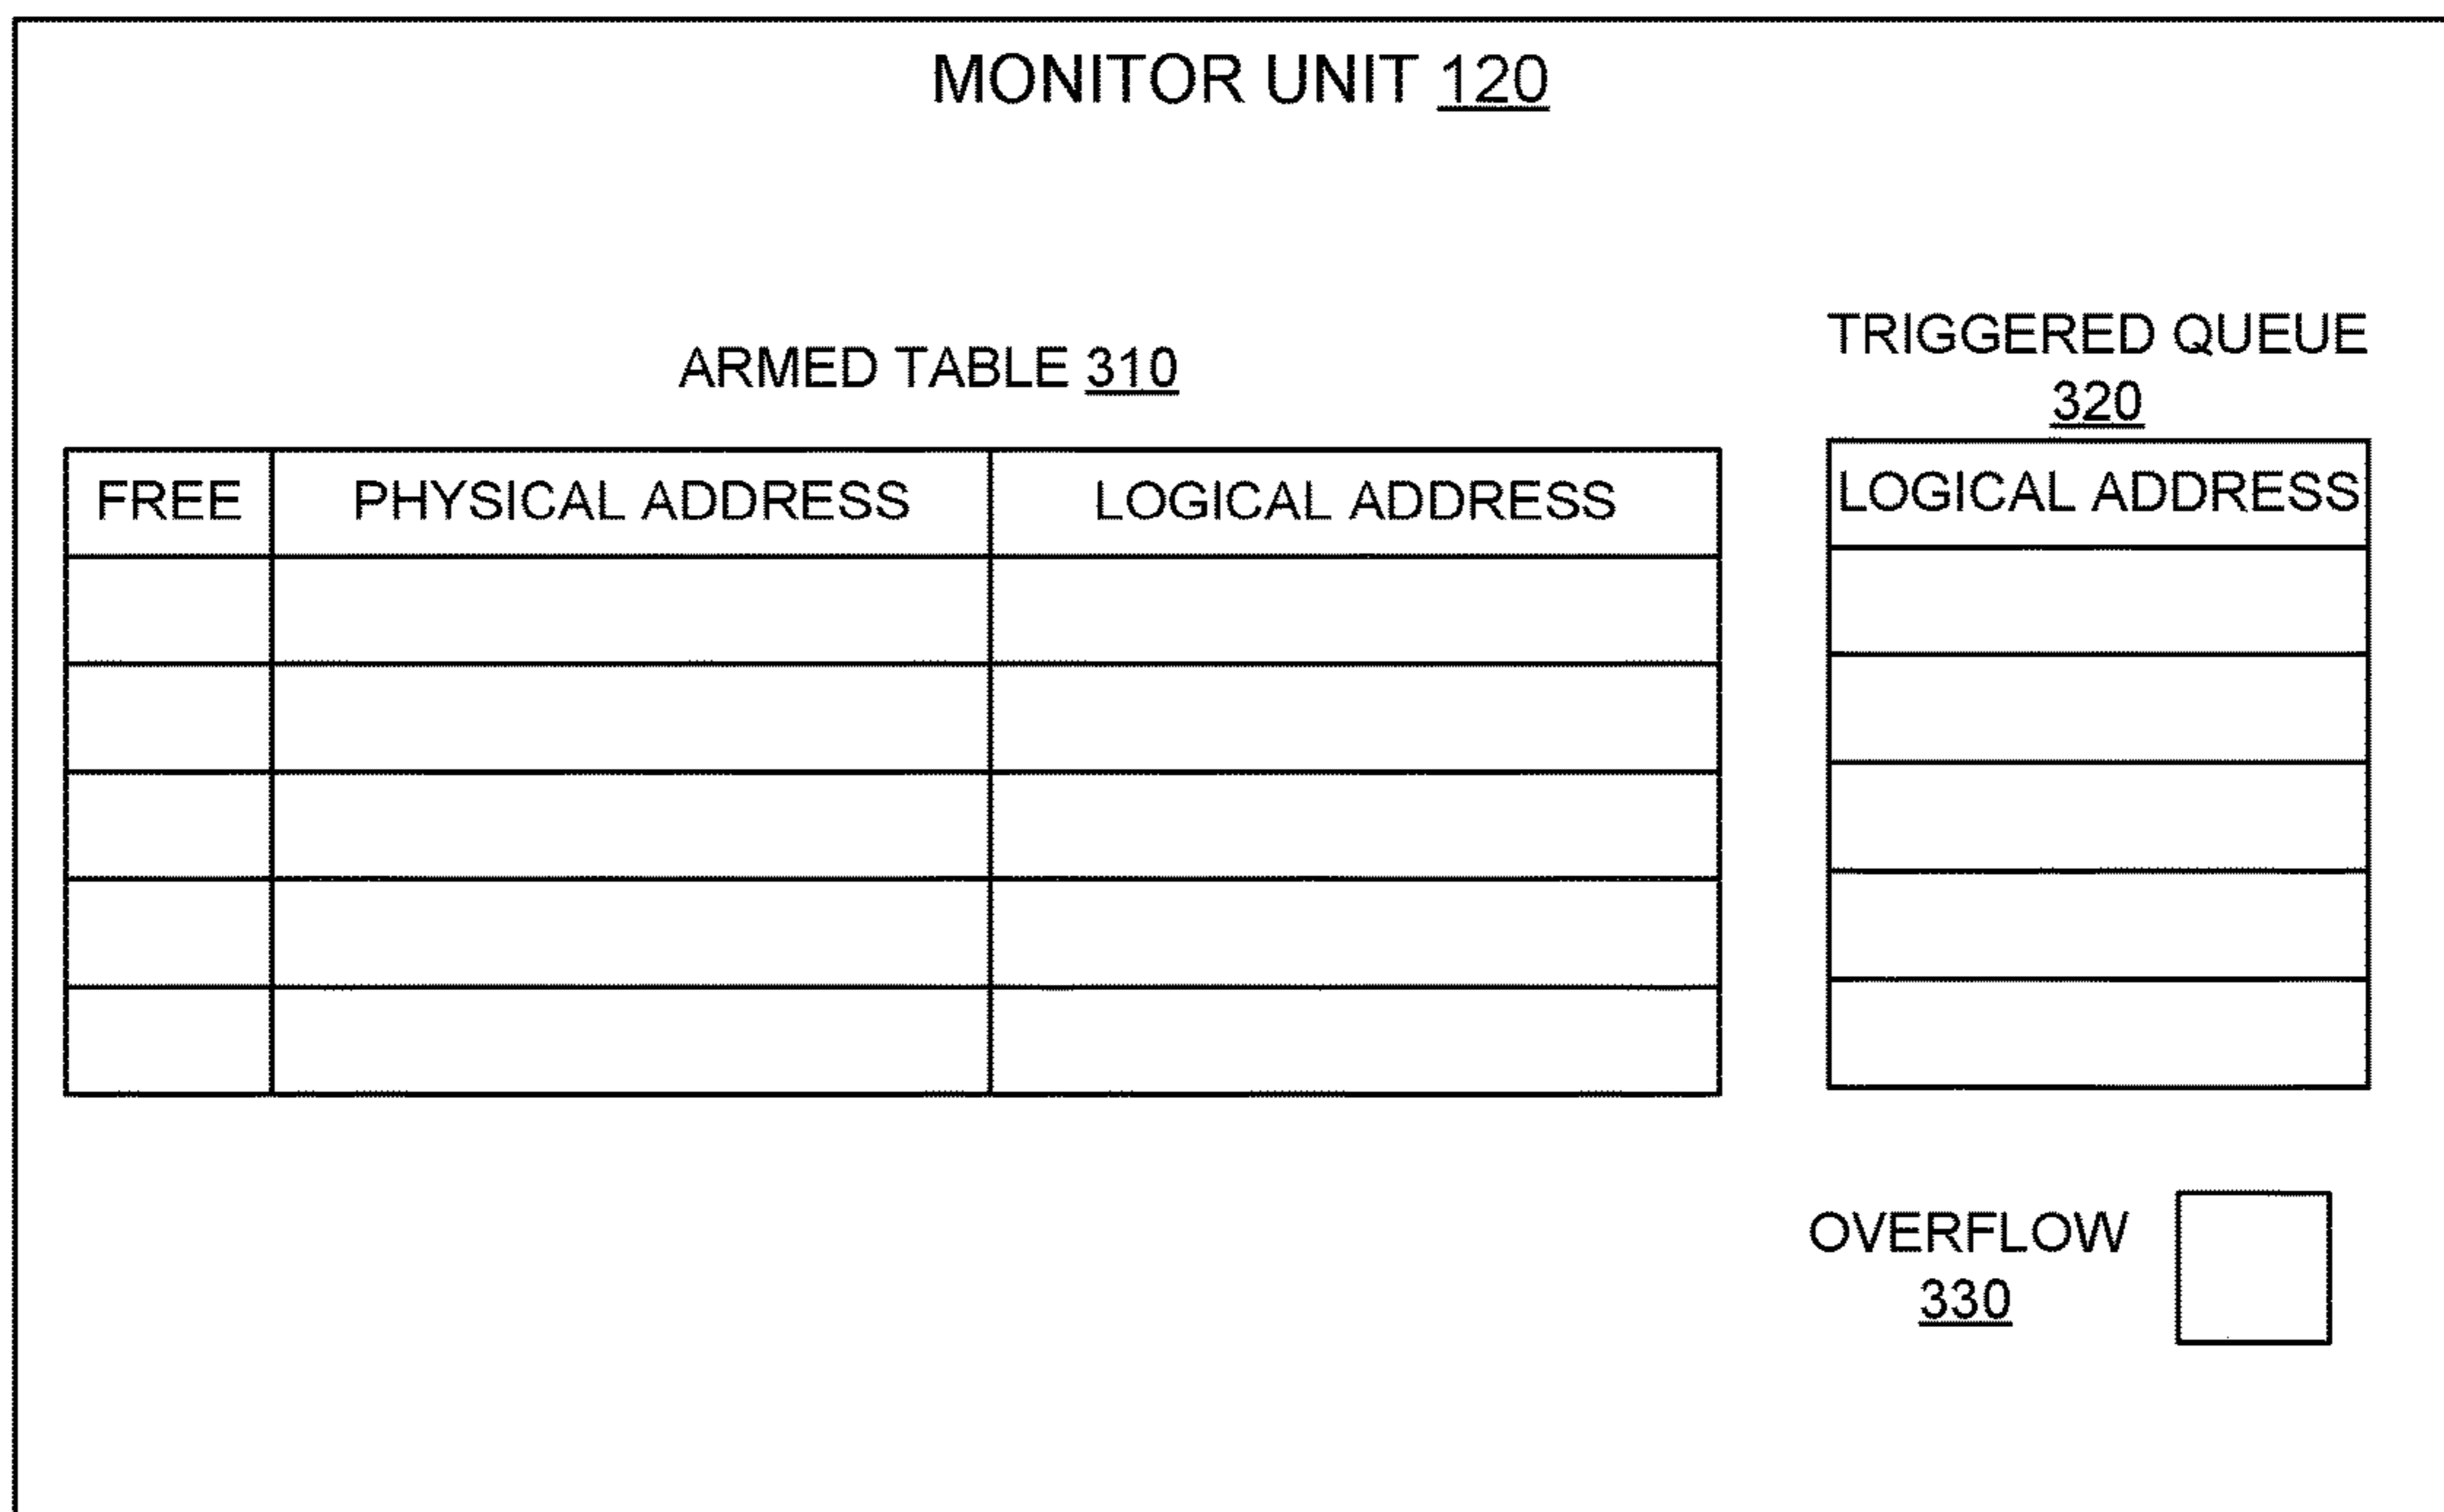 MONITOR UNIT 120
ARMED TABLE 310
FREE PHYSICAL ADDRESS LOGICAL ADDRESS
TRIGGERED QUEUE
320
LOGICAL ADDRESS
OVERFLOW
330